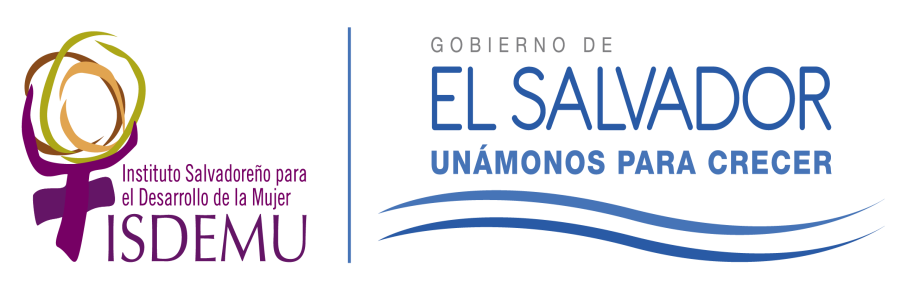 Instituto Salvadoreño para
el Desarrollo de la Mujer
ISDEMU
GOBIERNO DE
EL SALVADOR
UNÁMONOS PARA CRECER